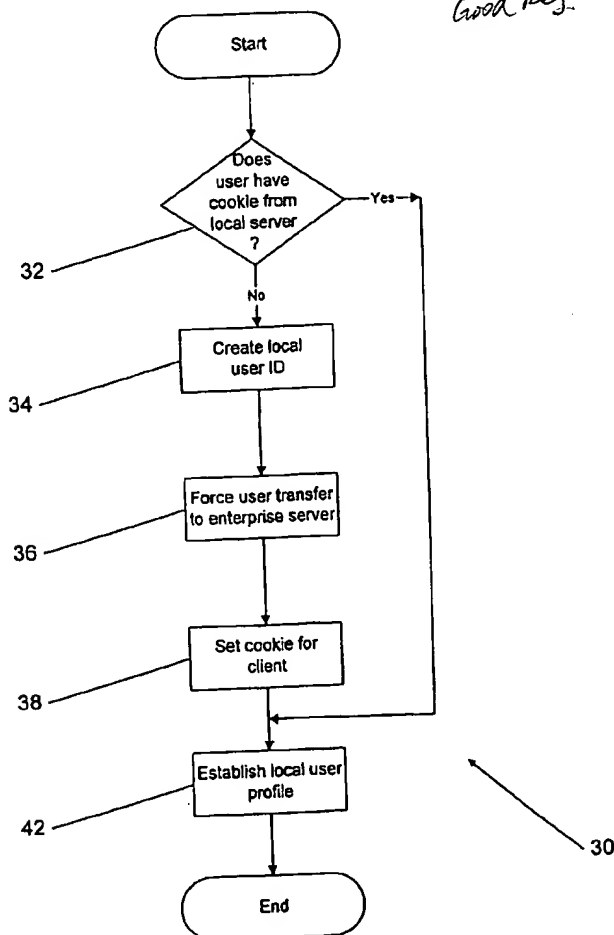 Good
Start
Does
user have
cookie from
local server
?
Yes
32
No
Create local
user ID
34
Force user transfer
to enterprise server
36
Set cookie for
client
38
Establish local user
profile
42
30
End